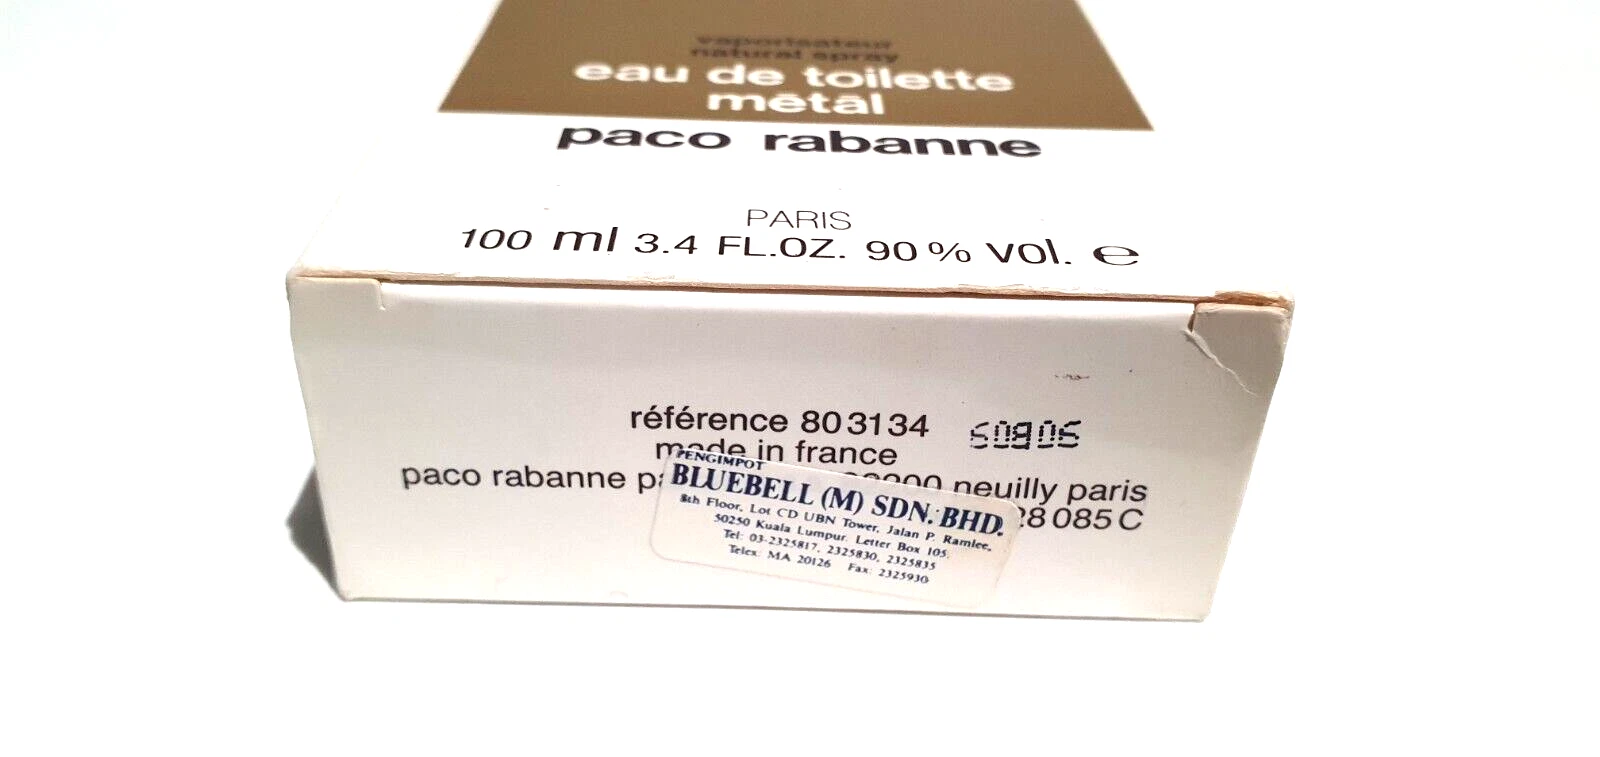 vaporisateur
natural spray
eau de toilette
métāl
paco rabanne
PARIS
100 ml 3.4 FL.OZ. 90% vol. ℮
référence 803134
made in france
paco rabanne neuilly paris
28 085 C
PENGIMPOT
BLUEBELL (M) SDN. BHD.
8th Floor, Lot CD UBN Tower, Jalan P. Ramlee,
50250 Kuala Lumpur. Letter Box 105.
Tel: 03-2325817, 2325830, 2325835
Telex: MA 20126 Fax: 2325930